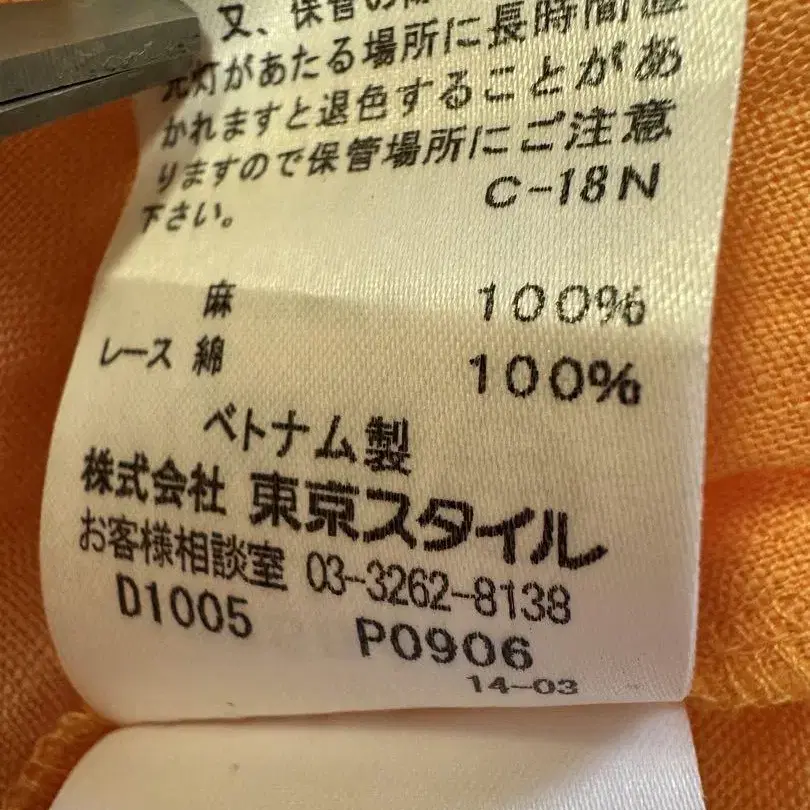 又、保管の
光灯があたる場所に長時間置
かれますと退色することがあ
りますので保管場所にご注意
下さい。
C-18N
麻 100%
レース 綿 100%
ベトナム製
株式会社 東京スタイル
お客様相談室 03-3262-8138
D1005 P0906
14-03